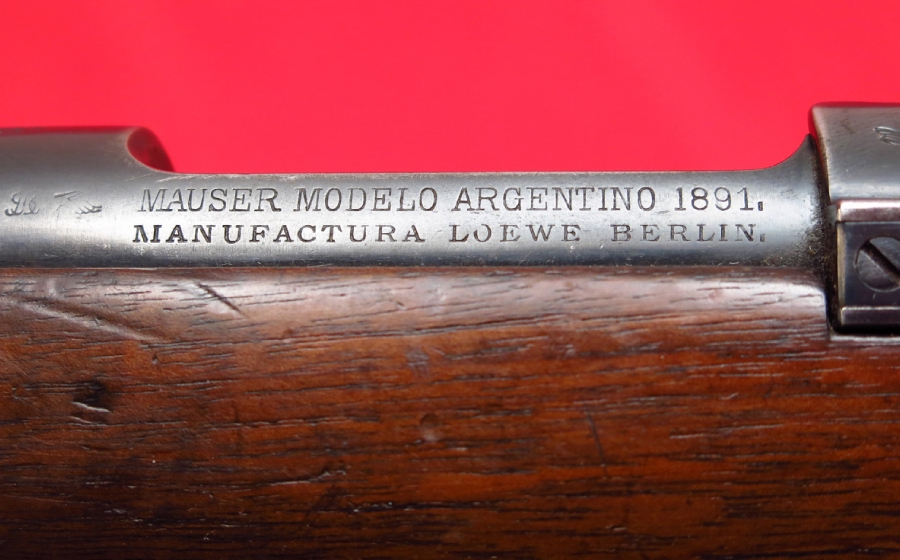 MAUSER MODELO ARGENTINO 1891.
MANUFACTURA LOEWE BERLIN.